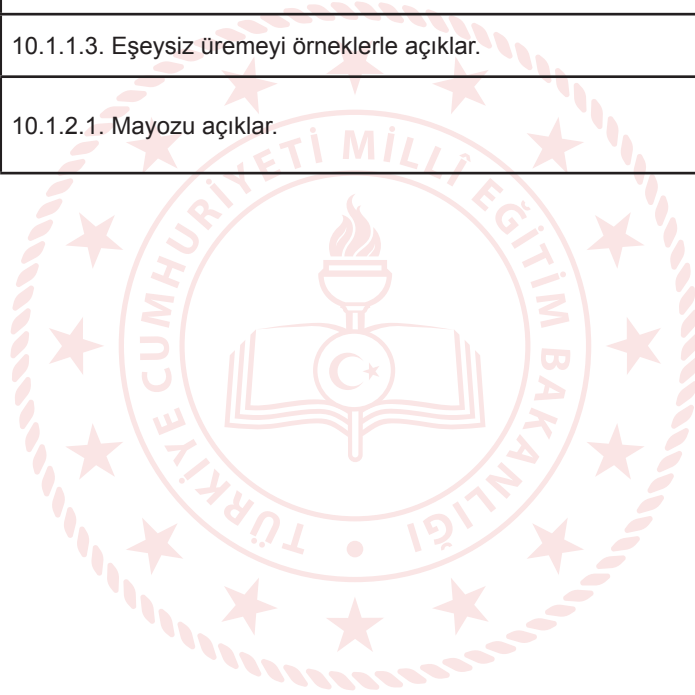 10.1.1.3. Eşeysiz üremeyi örneklerle açıklar.
10.1.2.1. Mayozu açıklar.
TÜRKİYE CUMHURİYETİ MİLLÎ EĞİTİM BAKANLIĞI